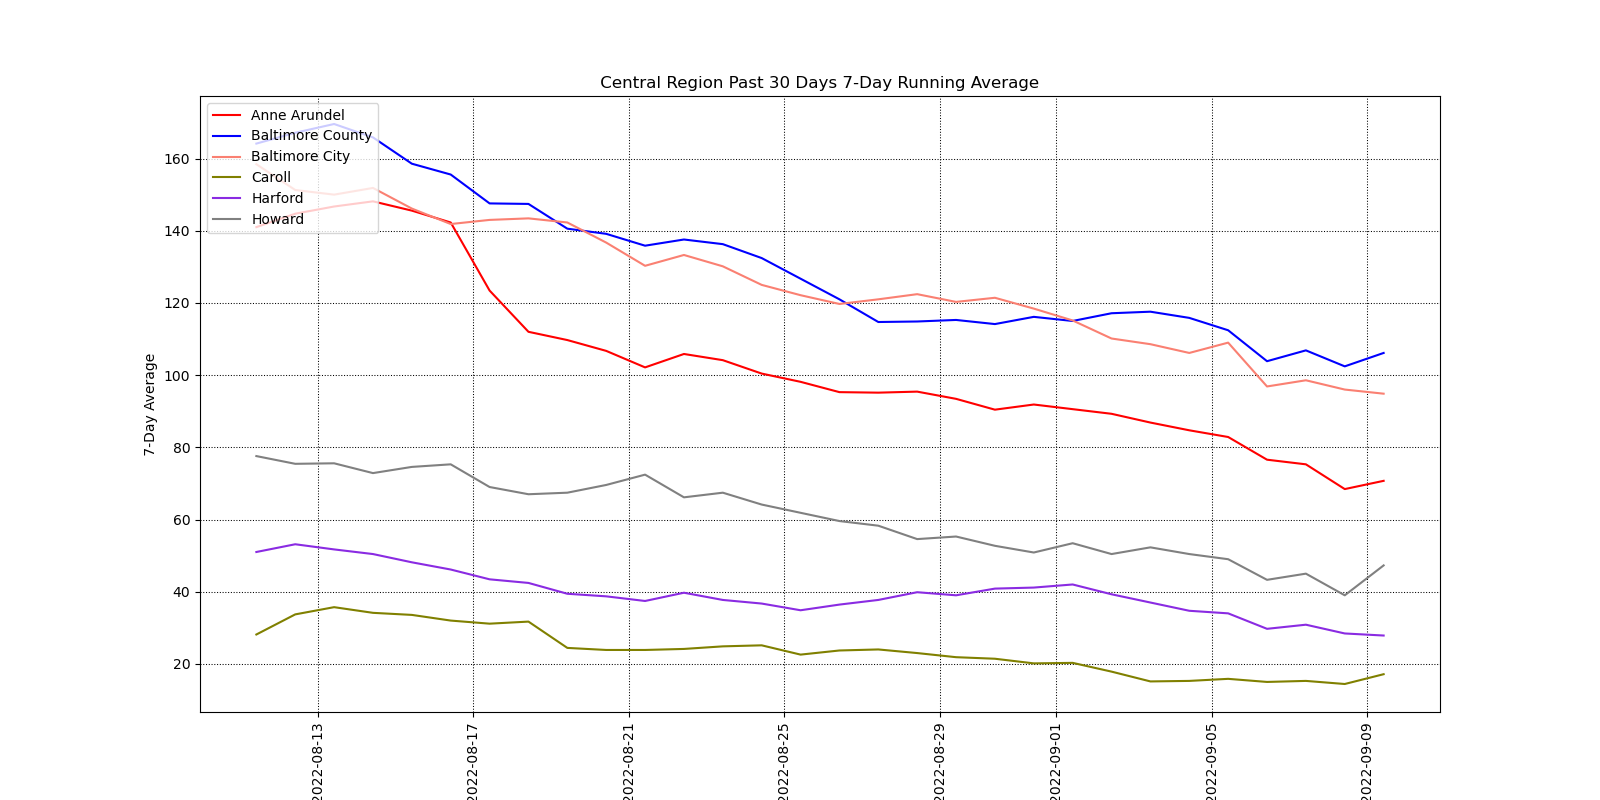 Central Region Past 30 Days 7-Day Running Average
Anne Arundel
Baltimore County
Baltimore City
Caroll
Harford
Howard
160
140
120
100
80
60
40
20
7-Day Average
2022-08-13
2022-08-17
2022-08-21
2022-08-25
2022-08-29
2022-09-01
2022-09-05
2022-09-09